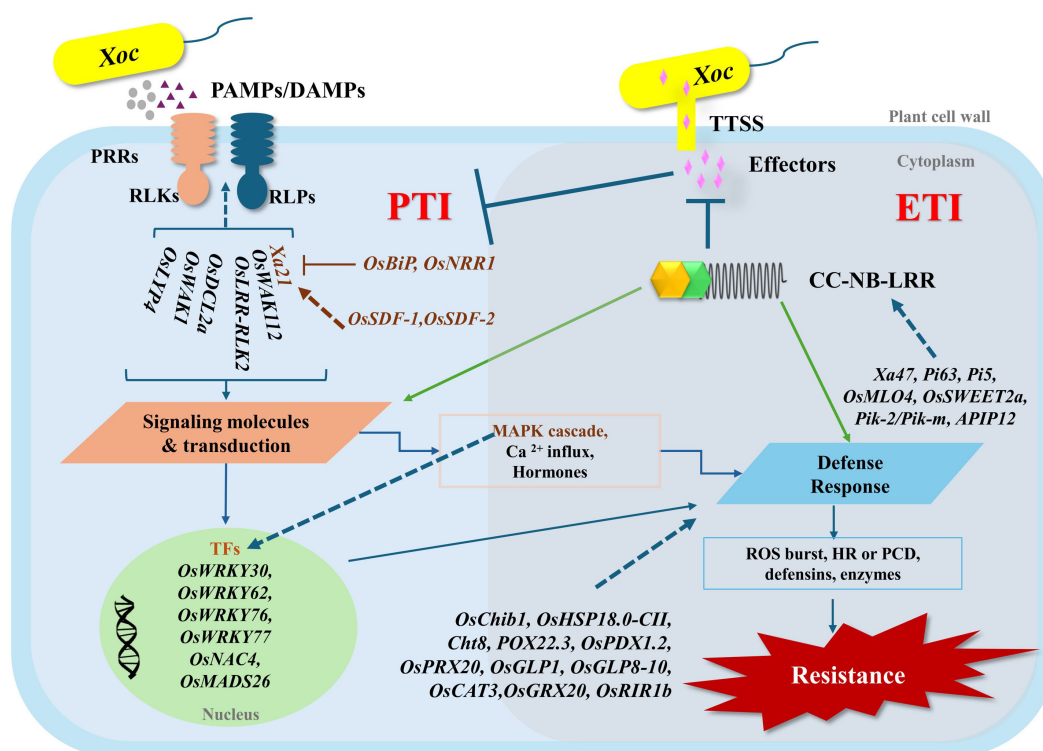 Xoc
PAMPs/DAMPs
PRRs
RLKs
RLPs
Xoc
TTSS
Effectors
Plant cell wall
Cytoplasm
PTI
ETI
OsLYP4
OsWAK1
OsDCL2a
OsLRR-RLK2
OsWAK112
Xa21
OsBiP, OsNRR1
OsSDF-1,OsSDF-2
CC-NB-LRR
Xa47, Pi63, Pi5,
OsMLO4, OsSWEET2a,
Pik-2/Pik-m, APIP12
Signaling molecules
& transduction
MAPK cascade,
Ca 2+ influx,
Hormones
Defense
Response
TFs
OsWRKY30,
OsWRKY62,
OsWRKY76,
OsWRKY77
OsNAC4,
OsMADS26
Nucleus
ROS burst, HR or PCD,
defensins, enzymes
OsChib1, OsHSP18.0-CII,
Cht8, POX22.3, OsPDX1.2,
OsPRX20, OsGLP1, OsGLP8-10,
OsCAT3,OsGRX20, OsRIR1b
Resistance